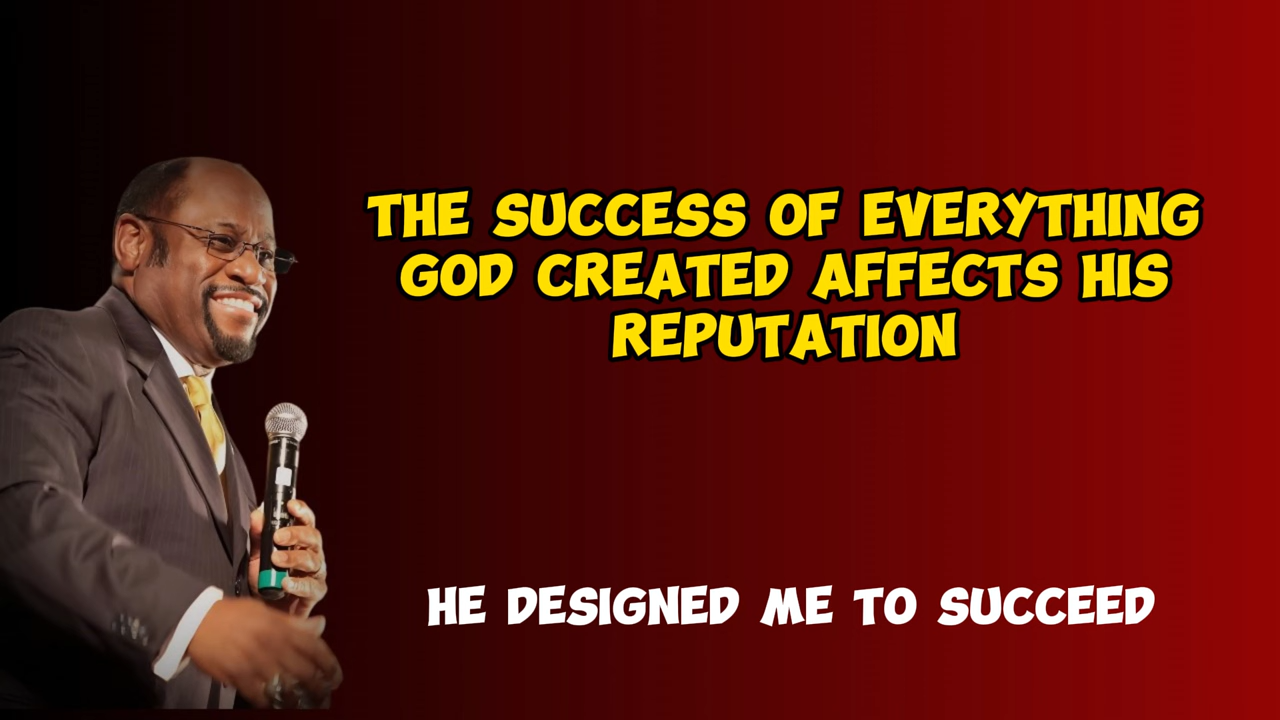 THE SUCCESS OF EVERYTHING
GOD CREATED AFFECTS HIS
REPUTATION
HE DESIGNED ME TO SUCCEED